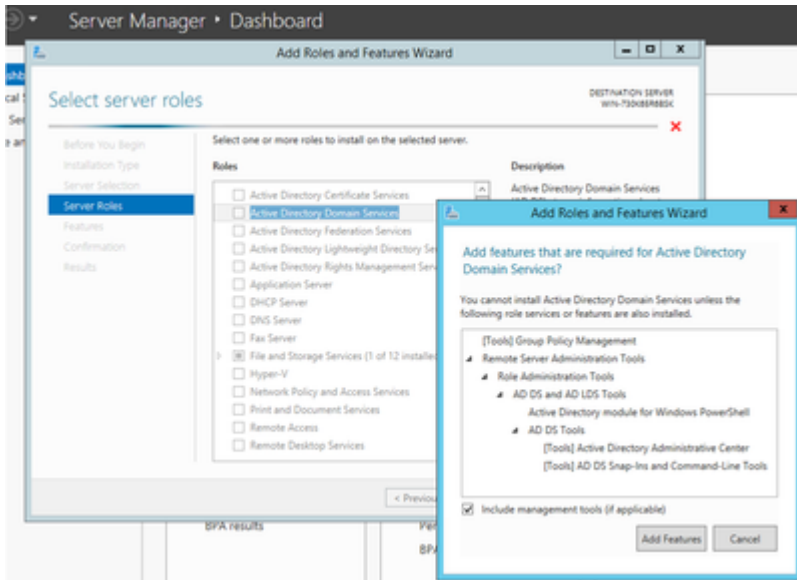 Server Manager • Dashboard
Add Roles and Features Wizard
Select server roles
DESTINATION SERVER
Before You Begin
Installation Type
Server Selection
Server Roles
Features
Confirmation
Results
Select one or more roles to install on the selected server.
Roles
Active Directory Certificate Services
Active Directory Domain Services
Active Directory Federation Services
Active Directory Lightweight Directory
Active Directory Rights Management
Application Server
DHCP Server
DNS Server
Fax Server
File and Storage Services (1 of 12 installed
Hyper-V
Network Policy and Access Services
Print and Document Services
Remote Access
Remote Desktop Services
Description
Active Directory Domain Services
< Previou
BPA results
BPA
Add Roles and Features Wizard
Add features that are required for Active Directory
Domain Services?
You cannot install Active Directory Domain Services unless the
following role services or features are also installed.
[Tools] Group Policy Management
Remote Server Administration Tools
Role Administration Tools
AD DS and AD LDS Tools
Active Directory module for Windows PowerShell
AD DS Tools
[Tools] Active Directory Administrative Center
[Tools] AD DS Snap-Ins and Command-Line Tools
Include management tools (if applicable)
Add Features
Cancel